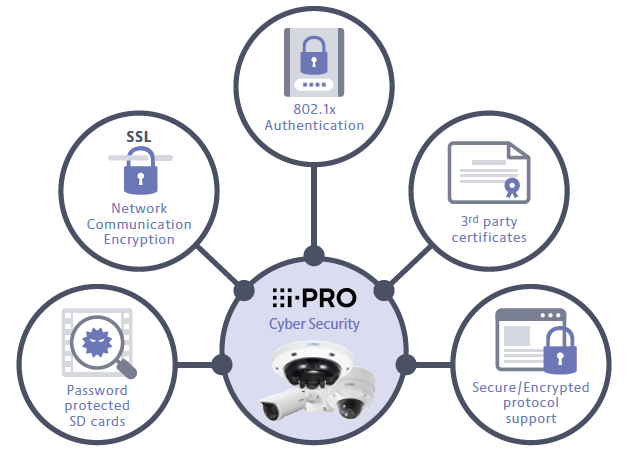 802.1x
Authentication
SSL
Network
Communication
Encryption
3rd party
certificates
i-PRO
Cyber Security
Password
protected
SD cards
Secure/Encrypted
protocol
support